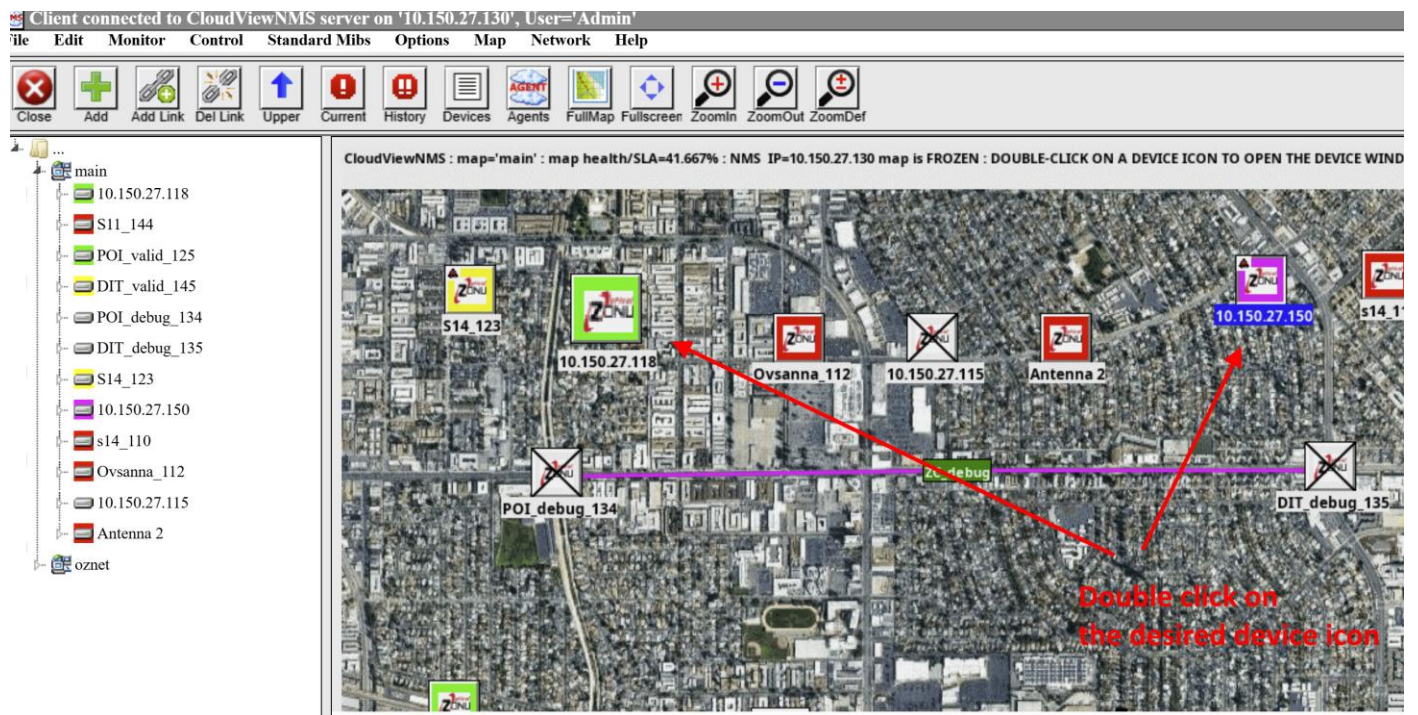 Client connected to CloudViewNMS server on '10.150.27.130', User='Admin'
File Edit Monitor Control Standard Mibs Options Map Network Help
Close Add Add Link Del Link Upper Current History Devices Agents FullMap Fullscreen ZoomIn ZoomOut ZoomDef
AGENT
...
main
10.150.27.118
S11_144
POI_valid_125
DIT_valid_145
POI_debug_134
DIT_debug_135
S14_123
10.150.27.150
s14_110
Ovsanna_112
10.150.27.115
Antenna 2
oznet
CloudViewNMS : map='main' : map health/SLA=41.667% : NMS IP=10.150.27.130 map is FROZEN : DOUBLE-CLICK ON A DEVICE ICON TO OPEN THE DEVICE WIND
S14_123
10.150.27.118
Ovsanna_112
10.150.27.115
Antenna 2
10.150.27.150
s14_11
POI_debug_134
ZC_debug
DIT_debug_135
Double click on
the desired device icon